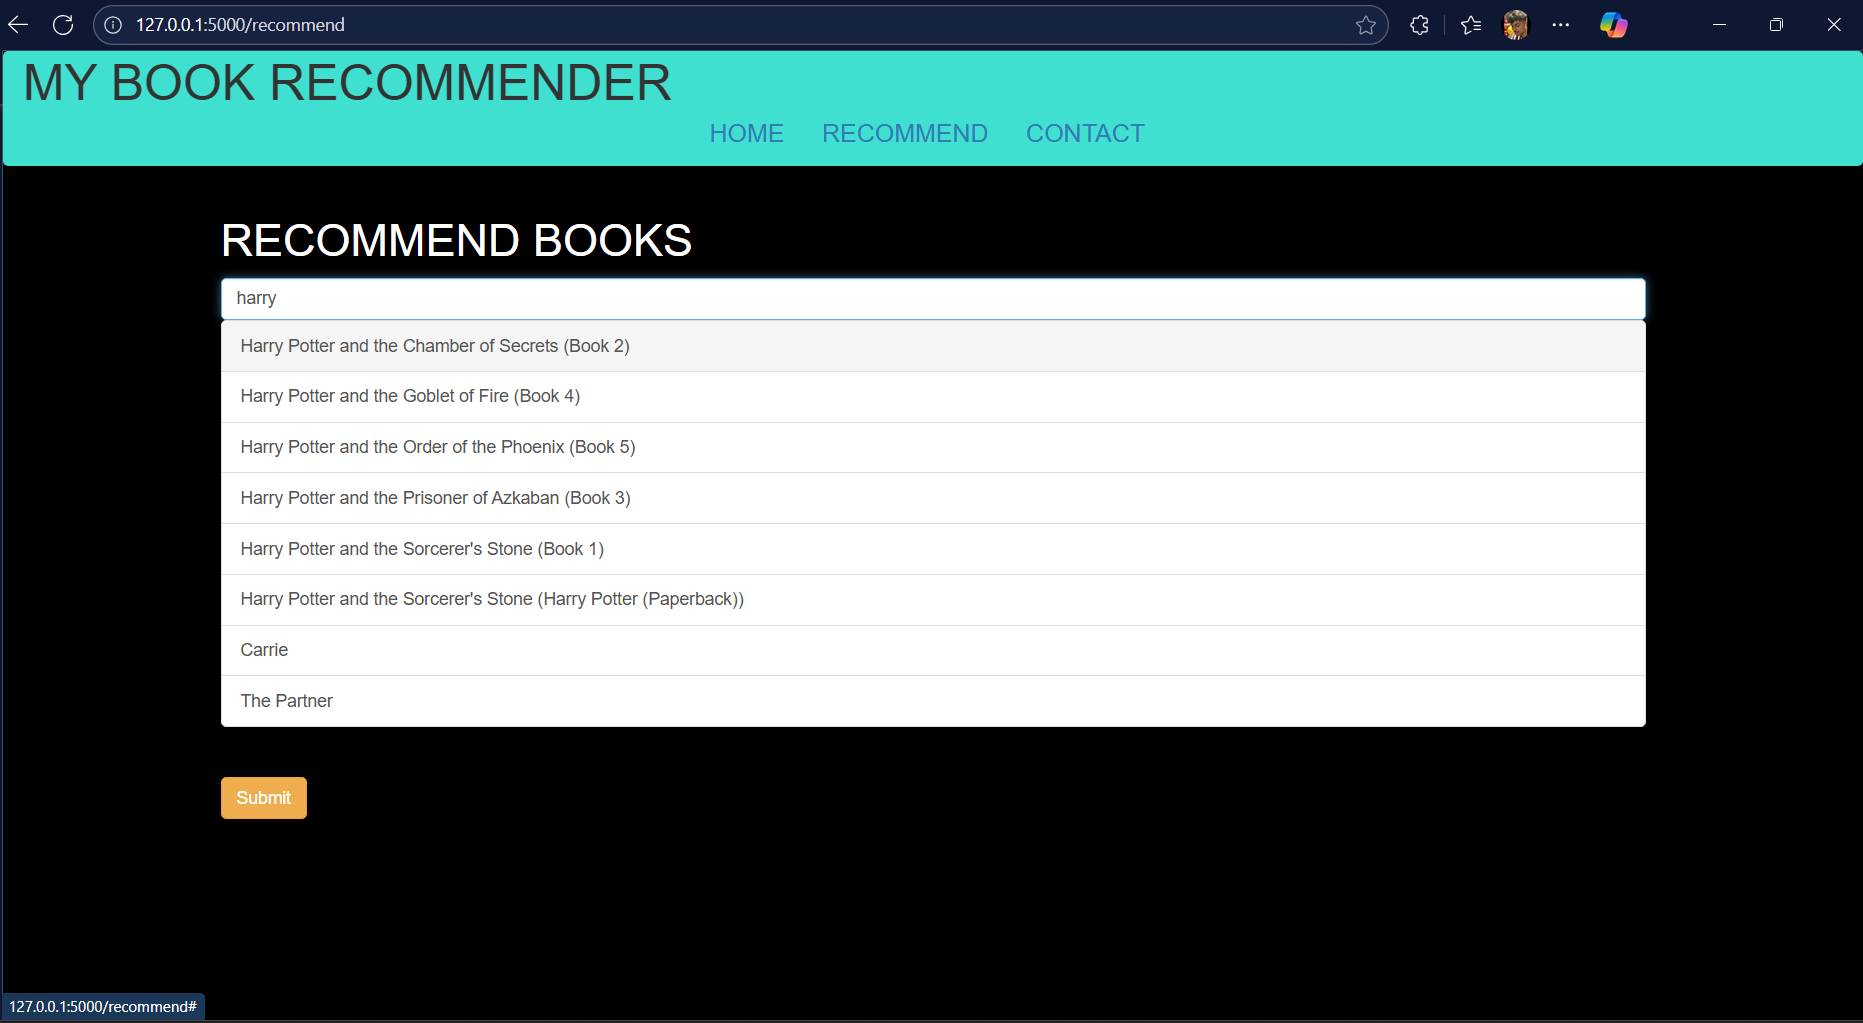 127.0.0.1:5000/recommend
MY BOOK RECOMMENDER
HOME RECOMMEND CONTACT
RECOMMEND BOOKS
harry
Harry Potter and the Chamber of Secrets (Book 2)
Harry Potter and the Goblet of Fire (Book 4)
Harry Potter and the Order of the Phoenix (Book 5)
Harry Potter and the Prisoner of Azkaban (Book 3)
Harry Potter and the Sorcerer's Stone (Book 1)
Harry Potter and the Sorcerer's Stone (Harry Potter (Paperback))
Carrie
The Partner
Submit
127.0.0.1:5000/recommend#